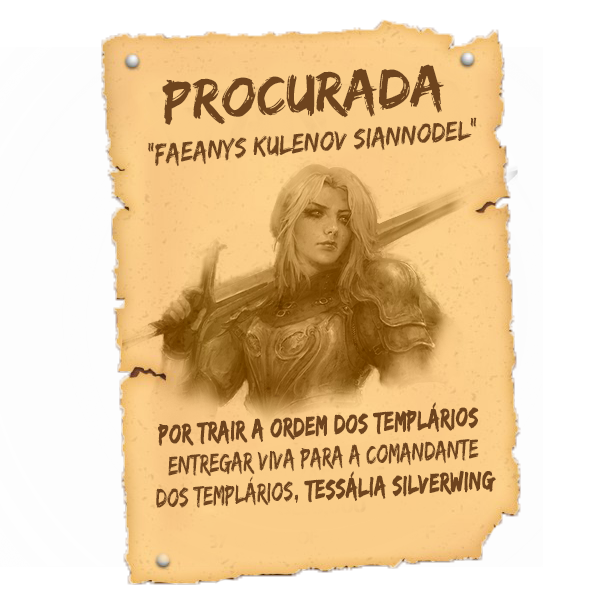 PROCURADA
"FAEANYS KULENOV SIANNODEL"
POR TRAIR A ORDEM DOS TEMPLÁRIOS
ENTREGAR VIVA PARA A COMANDANTE
DOS TEMPLÁRIOS, TESSÁLIA SILVERWING